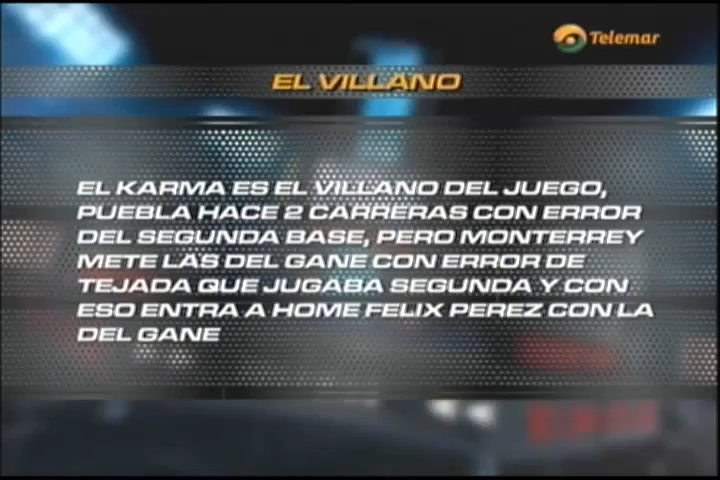 Telemar
EL VILLANO
EL KARMA ES EL VILLANO DEL JUEGO,
PUEBLA HACE 2 CARRERAS CON ERROR
DEL SEGUNDA BASE, PERO MONTERREY
METE LAS DEL GANE CON ERROR DE
TEJADA QUE JUGABA SEGUNDA Y CON
ESO ENTRA A HOME FELIX PEREZ CON LA
DEL GANE